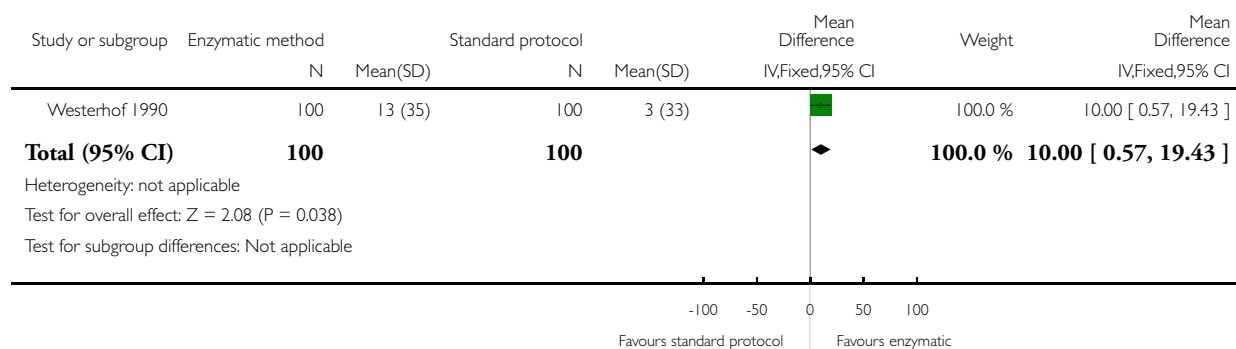 Study or subgroup Enzymatic method Standard protocol Mean Difference Weight Mean Difference
N Mean(SD) N Mean(SD) IV,Fixed,95% CI IV,Fixed,95% CI
Westerhof 1990 100 13 (35) 100 3 (33) 100.0 % 10.00 [ 0.57, 19.43 ]
Total (95% CI) 100 100 100.0 % 10.00 [ 0.57, 19.43 ]
Heterogeneity: not applicable
Test for overall effect: Z = 2.08 (P = 0.038)
Test for subgroup differences: Not applicable
-100 -50 0 50 100
Favours standard protocol Favours enzymatic